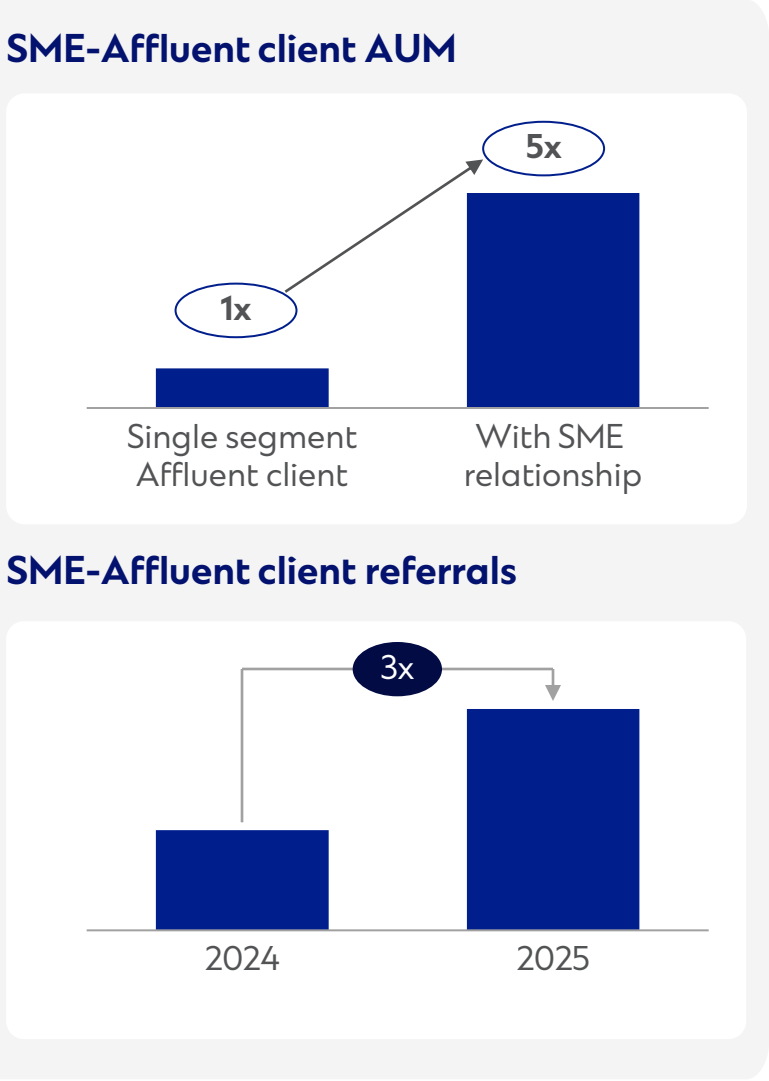 SME-Affluent client AUM
5x
1x
Single segment
Affluent client
With SME
relationship
SME-Affluent client referrals
3x
2024
2025